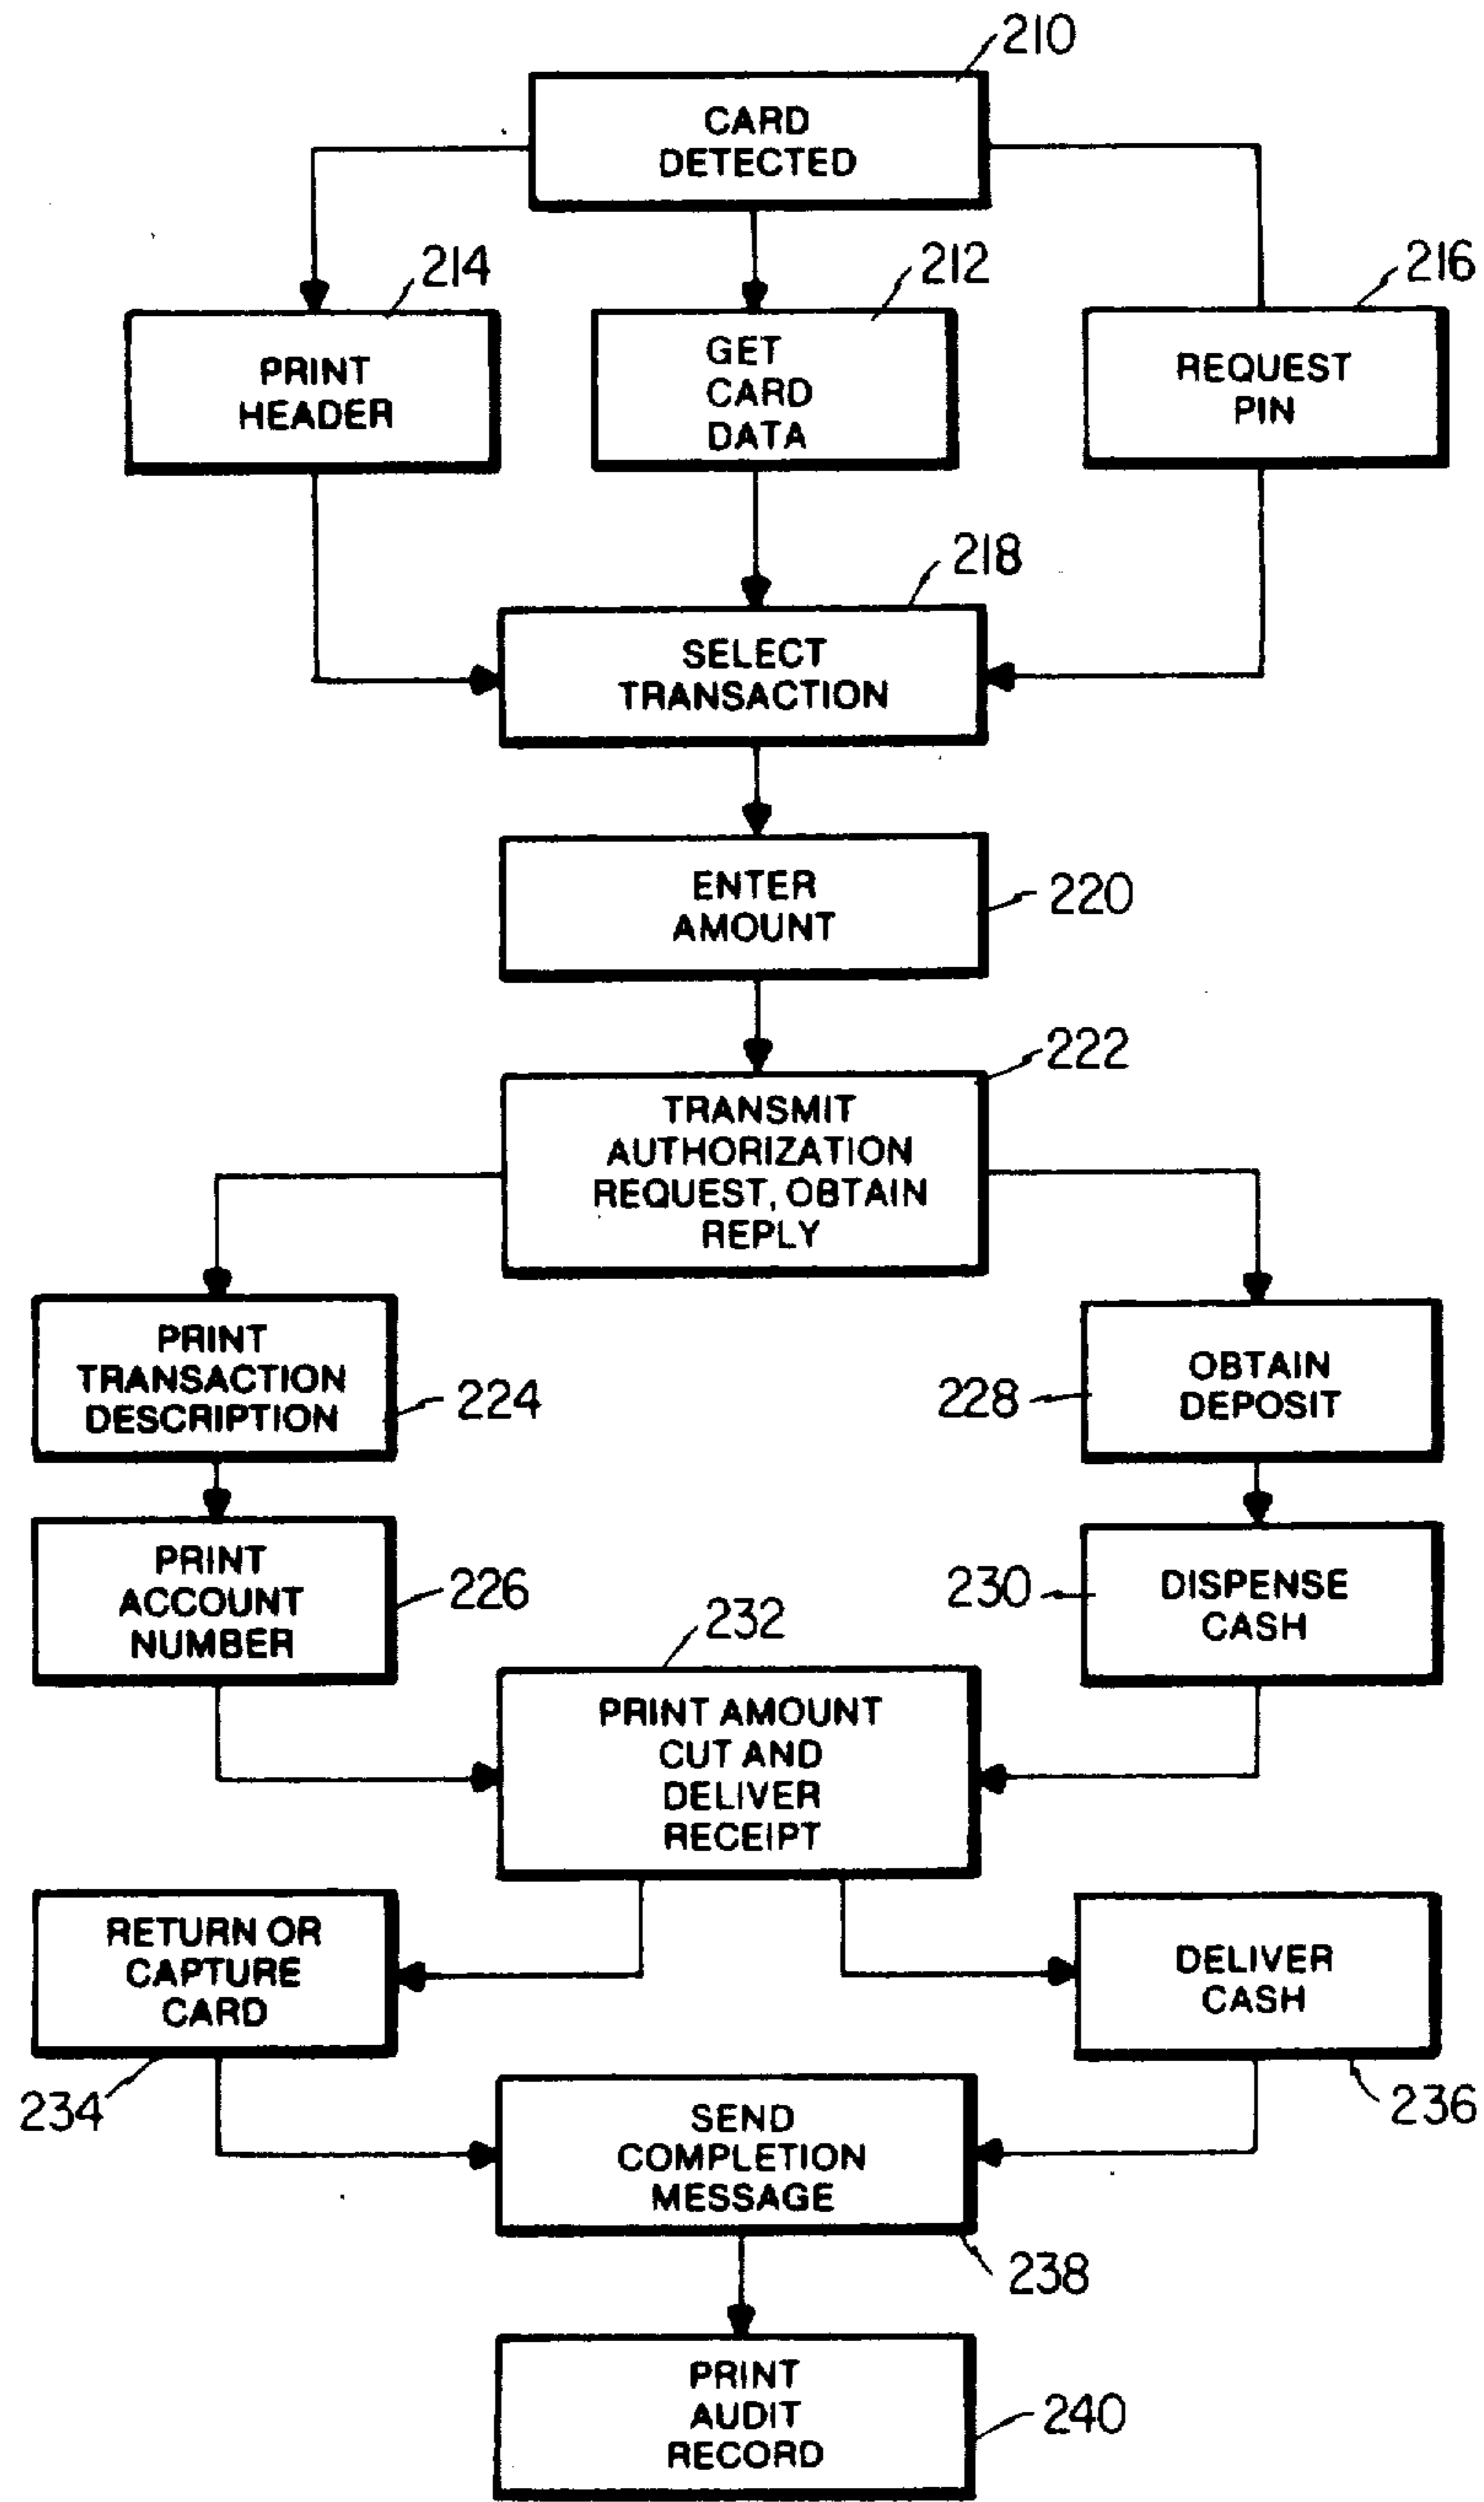 210
CARD
DETECTED
214
212
216
PRINT
HEADER
GET
CARD
DATA
REQUEST
PIN
218
SELECT
TRANSACTION
ENTER
AMOUNT
220
222
TRANSMIT
AUTHORIZATION
REQUEST, OBTAIN
REPLY
PRINT
TRANSACTION
DESCRIPTION
224
228
OBTAIN
DEPOSIT
PRINT
ACCOUNT
NUMBER
226
230
DISPENSE
CASH
232
PRINT AMOUNT
CUT AND
DELIVER
RECEIPT
RETURN OR
CAPTURE
CARD
234
DELIVER
CASH
236
SEND
COMPLETION
MESSAGE
238
PRINT
AUDIT
RECORD
240